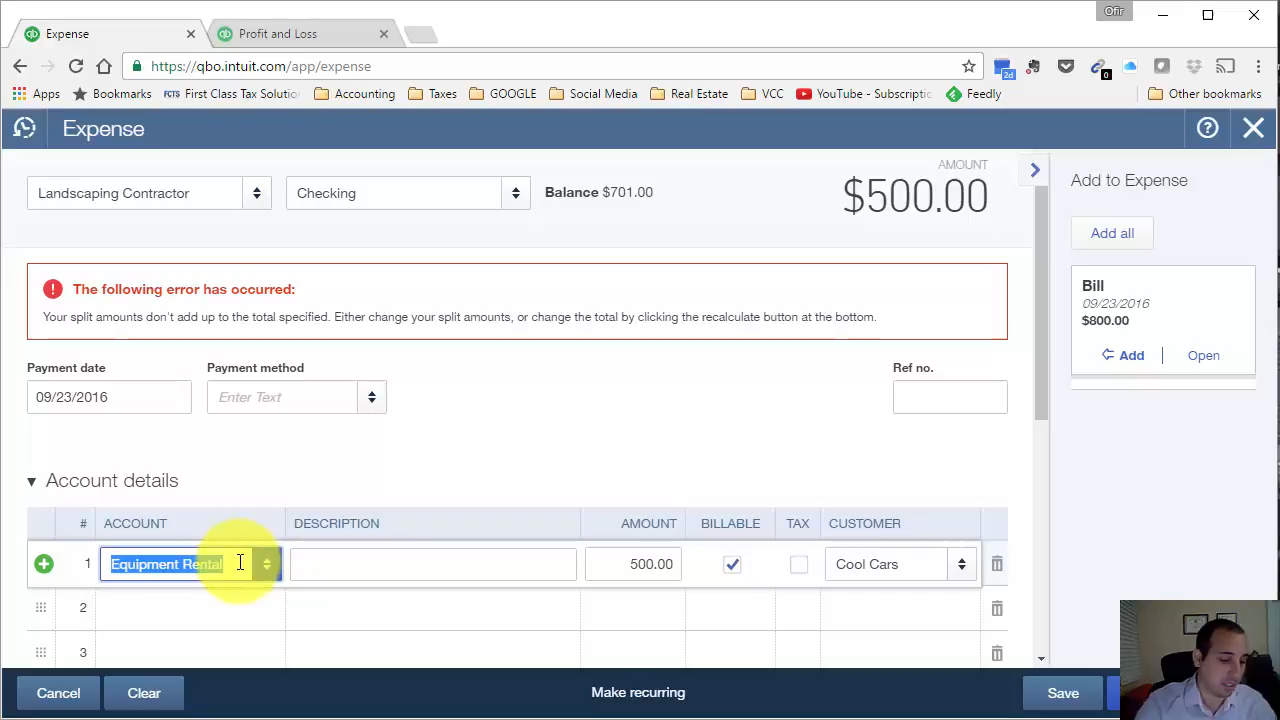 Ofir
Expense
Profit and Loss
https://qbo.intuit.com/app/expense
2d
0
Apps
Bookmarks
FCTS First Class Tax Solutio
Accounting
Taxes
GOOGLE
Social Media
Real Estate
VCC
YouTube - Subscriptic
Feedly
Other bookmarks
Expense
Landscaping Contractor
Checking
Balance $701.00
AMOUNT
$500.00
Add to Expense
Add all
Bill
09/23/2016
$800.00
Add
Open
The following error has occurred:
Your split amounts don't add up to the total specified. Either change your split amounts, or change the total by clicking the recalculate button at the bottom.
Payment date
Payment method
Ref no.
09/23/2016
Enter Text
Account details
# ACCOUNT DESCRIPTION AMOUNT BILLABLE TAX CUSTOMER
1 Equipment Rental 500.00 Cool Cars
2
3
Cancel
Clear
Make recurring
Save